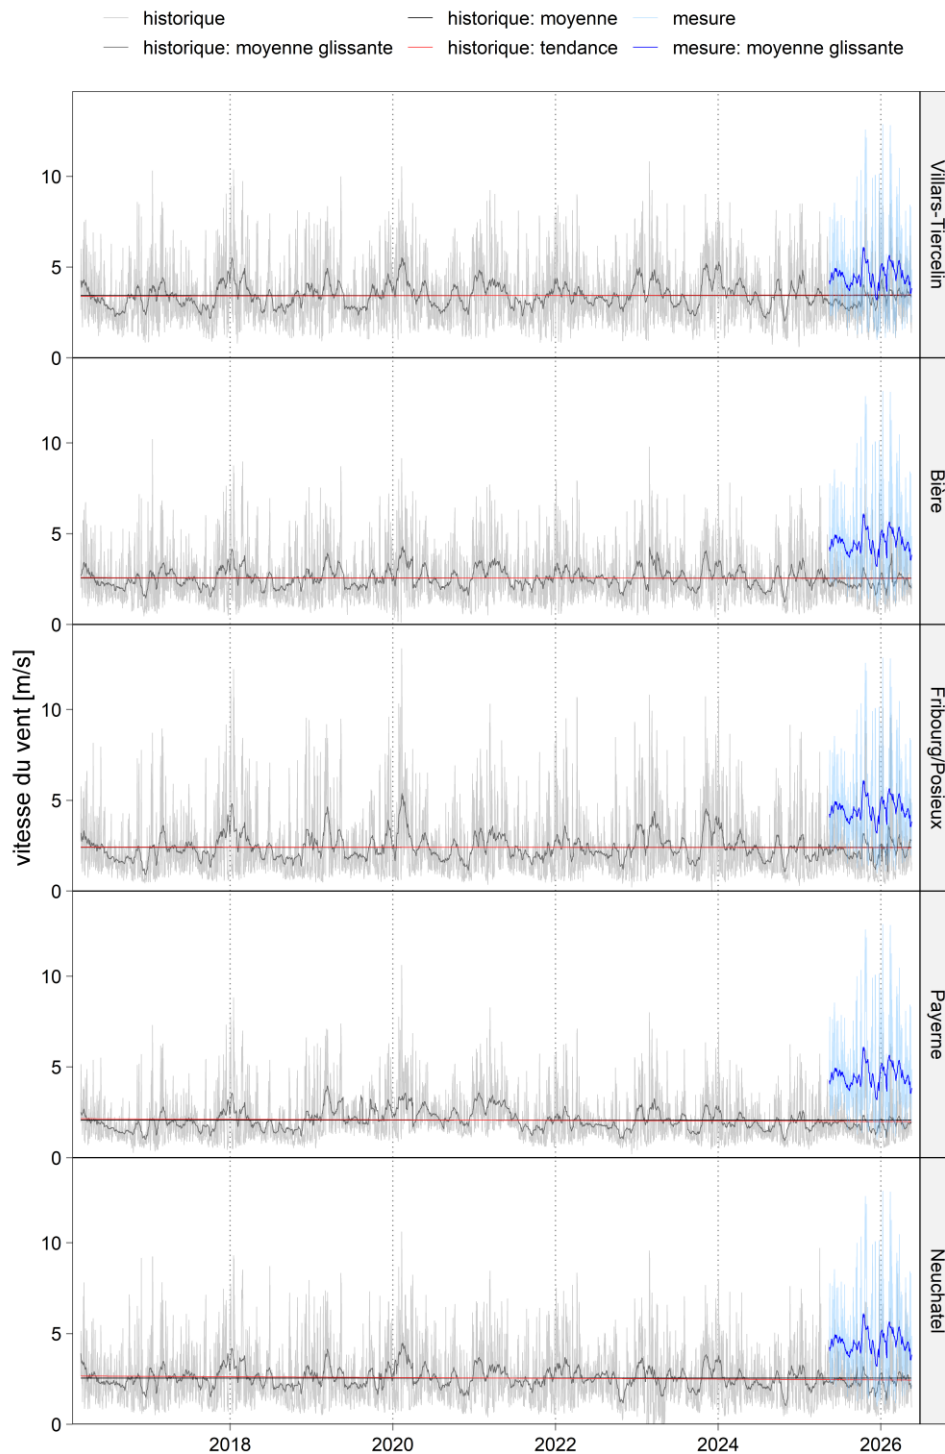 historique
historique: moyenne
mesure
historique: moyenne glissante
historique: tendance
mesure: moyenne glissante
vitesse du vent [m/s]
10
5
0
Villars-Tiercelin
10
5
0
Bière
10
5
0
Fribourg/Posieux
10
5
0
Payerne
10
5
0
Neuchatel
2018
2020
2022
2024
2026